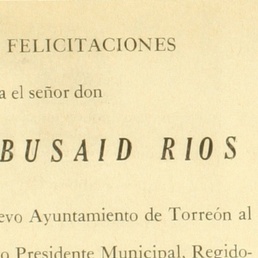 FELICITACIONES
a el señor don
BUSAID RIOS
evo Ayuntamiento de Torreón al
o Presidente Municipal, Regido-